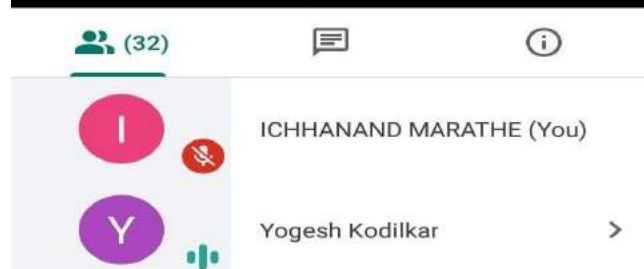 (32)
I
ICHHANAND MARATHE (You)
Y
Yogesh Kodilkar